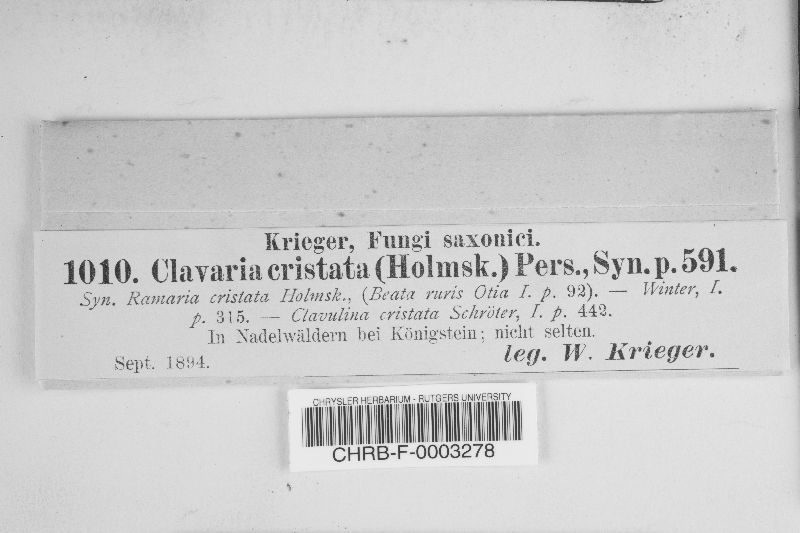 Krieger, Fungi saxonici.
1010. Clavaria cristata (Holmsk.) Pers., Syn. p. 591.
Syn. Ramaria cristata Holmsk., (Beata ruris Otia I. p. 92). — Winter, I.
p. 315. — Clavulina cristata Schröter, I. p. 442.
In Nadelwäldern bei Königstein; nicht selten.
Sept. 1894. leg. W. Krieger.
CHRYSLER HERBARIUM - RUTGERS UNIVERSITY
CHRB-F-0003278